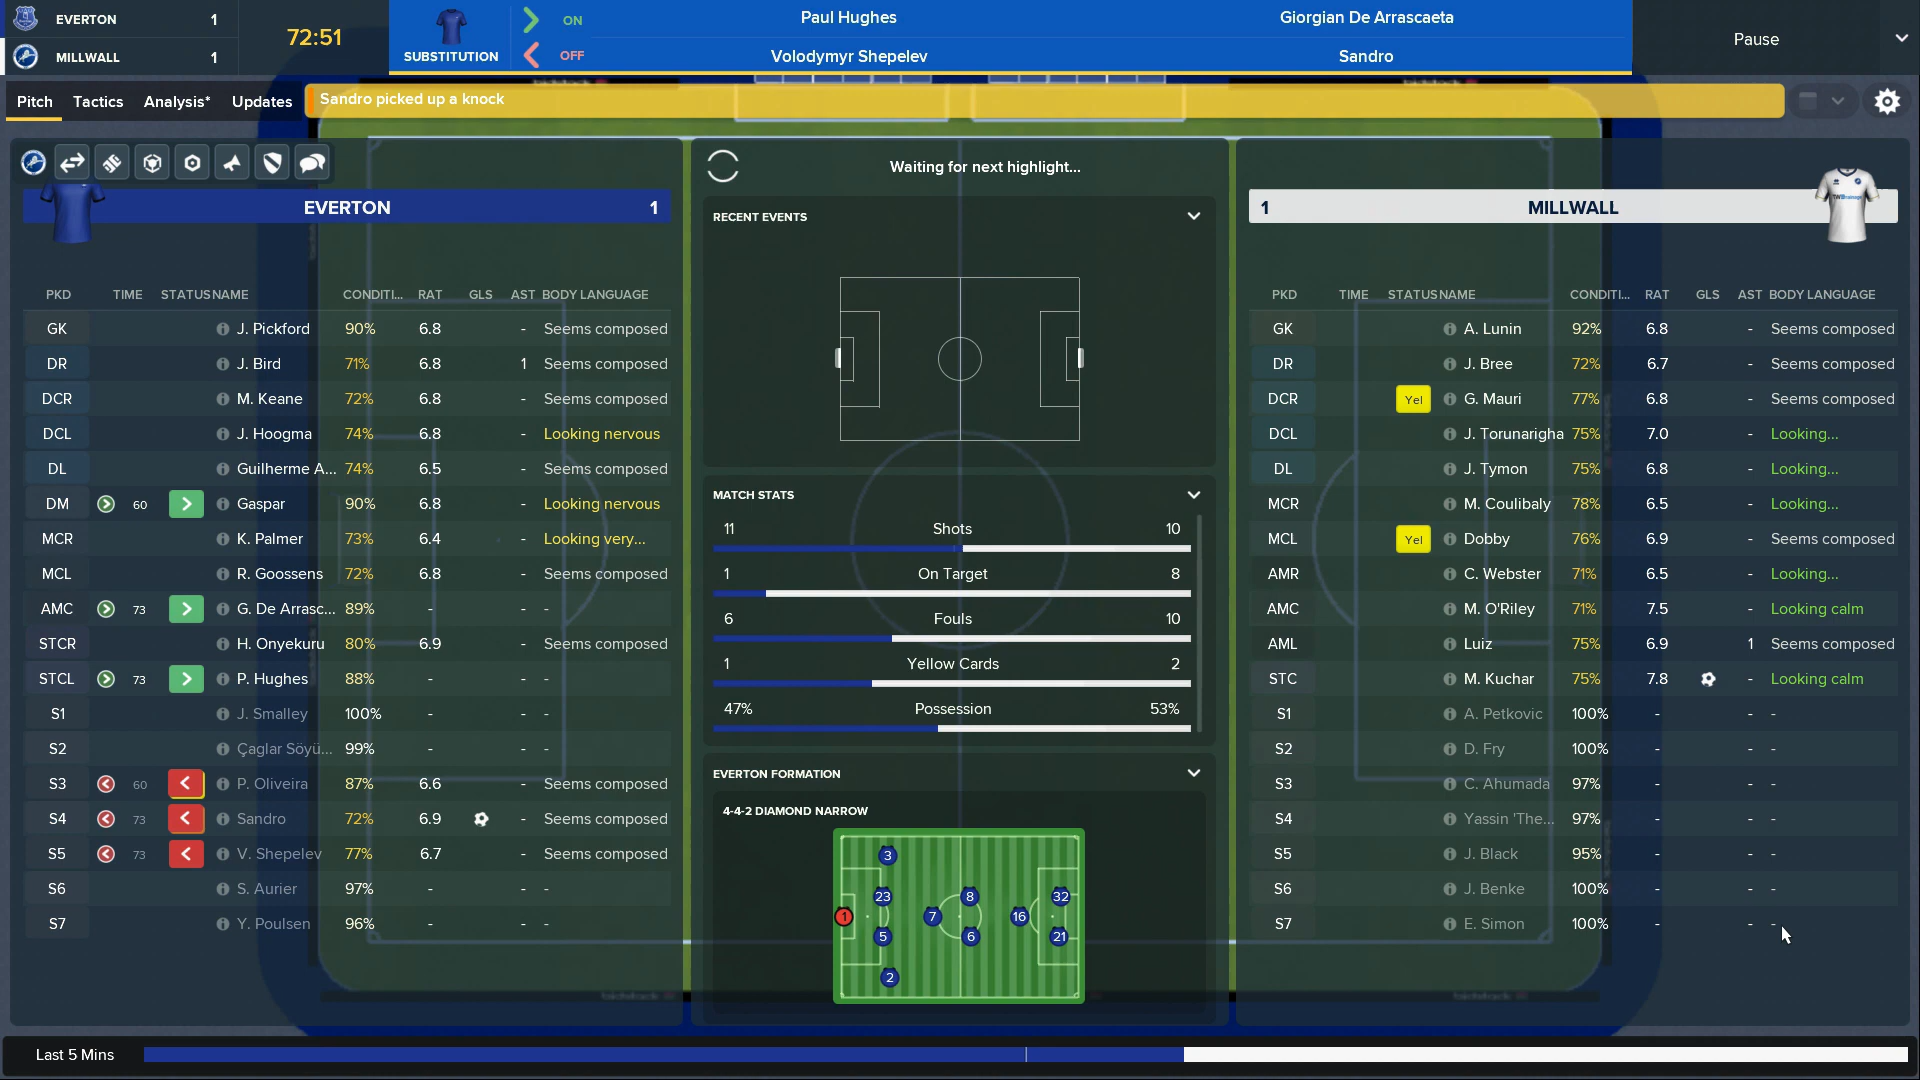 EVERTON 1
MILLWALL 1
72:51
SUBSTITUTION
ON Paul Hughes Giorgian De Arrascaeta
OFF Volodymyr Shepelev Sandro
Pause
Pitch Tactics Analysis* Updates
Sandro picked up a knock
EVERTON 1
PKD TIME STATUS NAME CONDITI... RAT GLS AST BODY LANGUAGE
GK J. Pickford 90% 6.8 - Seems composed
DR J. Bird 71% 6.8 1 Seems composed
DCR M. Keane 72% 6.8 - Seems composed
DCL J. Hoogma 74% 6.8 - Looking nervous
DL Guilherme A... 74% 6.5 - Seems composed
DM 60 Gaspar 90% 6.8 - Looking nervous
MCR K. Palmer 73% 6.4 - Looking very...
MCL R. Goossens 72% 6.8 - Seems composed
AMC 73 G. De Arrasc... 89% - - -
STCR H. Onyekuru 80% 6.9 - Seems composed
STCL 73 P. Hughes 88% - - -
S1 J. Smalley 100% - - -
S2 Çaglar Söyü... 99% - - -
S3 60 P. Oliveira 87% 6.6 - Seems composed
S4 73 Sandro 72% 6.9 - Seems composed
S5 73 V. Shepelev 77% 6.7 - Seems composed
S6 S. Aurier 97% - - -
S7 Y. Poulsen 96% - - -
Waiting for next highlight...
RECENT EVENTS
MATCH STATS
11 Shots 10
1 On Target 8
6 Fouls 10
1 Yellow Cards 2
47% Possession 53%
EVERTON FORMATION
4-4-2 DIAMOND NARROW
3
23 8 32
1 7 16
5 6 21
2
1 MILLWALL
PKD TIME STATUS NAME CONDITI... RAT GLS AST BODY LANGUAGE
GK A. Lunin 92% 6.8 - Seems composed
DR J. Bree 72% 6.7 - Seems composed
DCR Yel G. Mauri 77% 6.8 - Seems composed
DCL J. Torunarigha 75% 7.0 - Looking...
DL J. Tymon 75% 6.8 - Looking...
MCR M. Coulibaly 78% 6.5 - Looking...
MCL Yel Dobby 76% 6.9 - Seems composed
AMR C. Webster 71% 6.5 - Looking...
AMC M. O'Riley 71% 7.5 - Looking calm
AML Luiz 75% 6.9 1 Seems composed
STC M. Kuchar 75% 7.8 - Looking calm
S1 A. Petkovic 100% - - -
S2 D. Fry 100% - - -
S3 C. Ahumada 97% - - -
S4 Yassin 'The... 97% - - -
S5 J. Black 95% - - -
S6 J. Benke 100% - - -
S7 E. Simon 100% - - -
Last 5 Mins